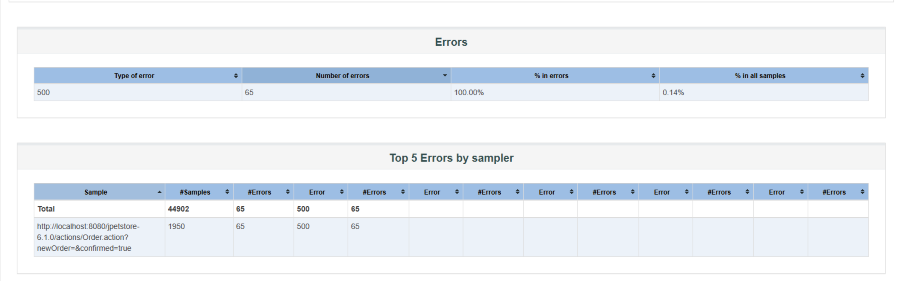 Errors
Type of error Number of errors % in errors % in all samples
500 65 100.00% 0.14%
Top 5 Errors by sampler
Sample #Samples #Errors Error #Errors Error #Errors Error #Errors Error #Errors Error #Errors
Total 44902 65 500 65
http://localhost:8080/jpetstore- 1950 65 500 65
6.1.0/actions/Order.action?
newOrder=&confirmed=true